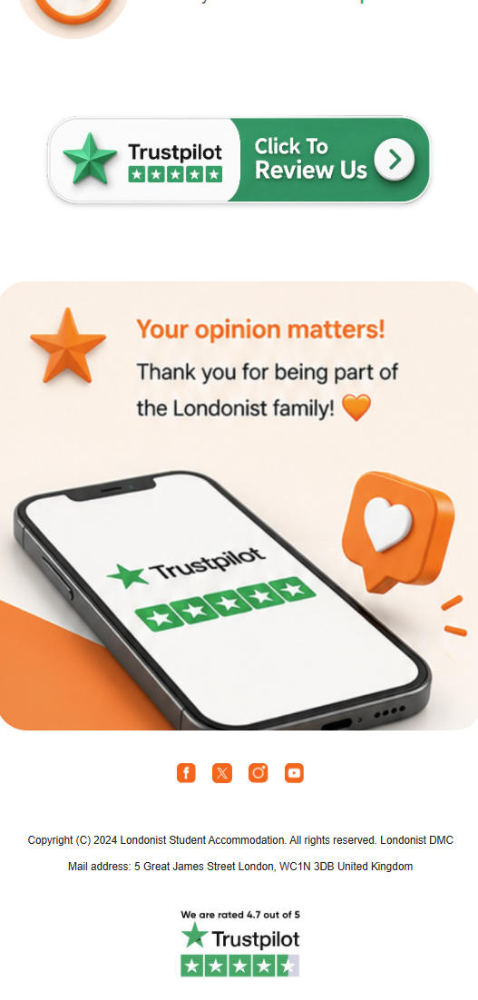 Trustpilot
Click To
Review Us
Your opinion matters!
Thank you for being part of
the Londonist family! 🧡
Trustpilot
Copyright (C) 2024 Londonist Student Accommodation. All rights reserved. Londonist DMC
Mail address: 5 Great James Street London, WC1N 3DB United Kingdom
We are rated 4.7 out of 5
Trustpilot